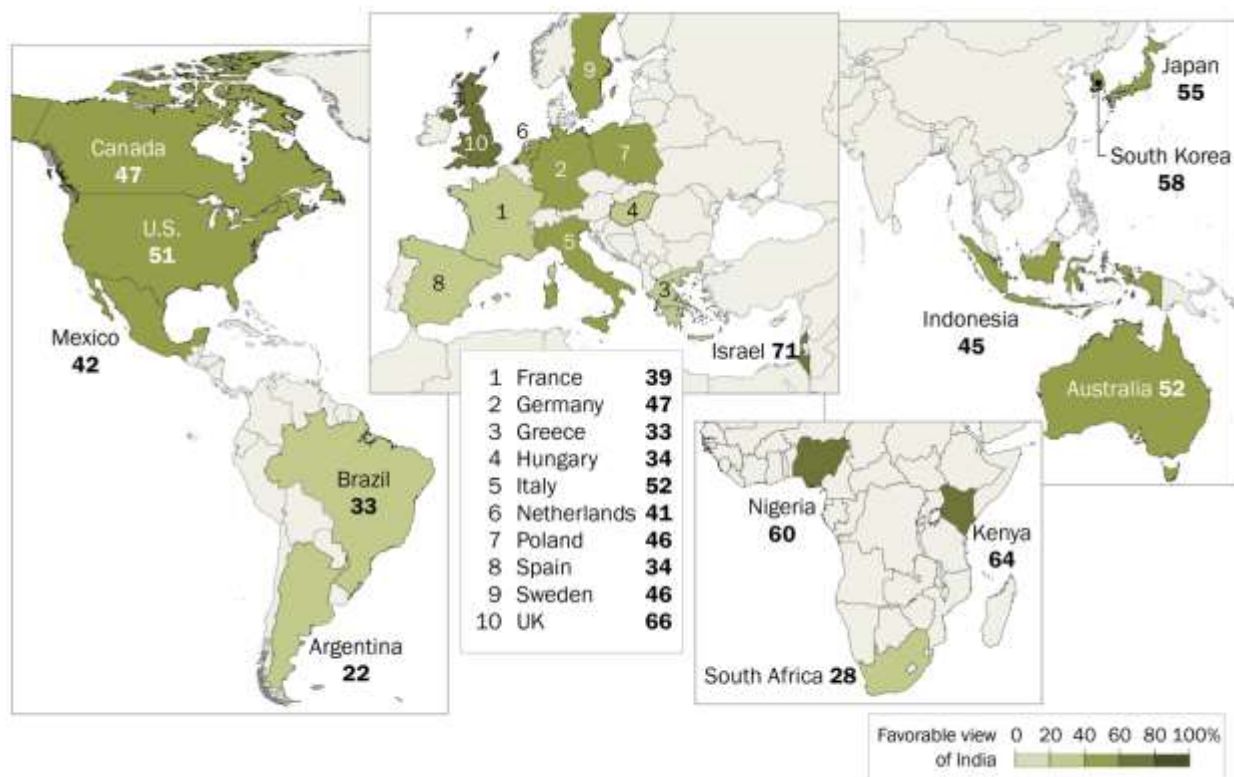 Canada
47
U.S.
51
Mexico
42
Brazil
33
Argentina
22
9
6
10
2
7
1
4
5
8
3
Israel 71
1 France 39
2 Germany 47
3 Greece 33
4 Hungary 34
5 Italy 52
6 Netherlands 41
7 Poland 46
8 Spain 34
9 Sweden 46
10 UK 66
Japan
55
South Korea
58
Indonesia
45
Australia 52
Nigeria
60
Kenya
64
South Africa 28
Favorable view 0 20 40 60 80 100%
of India